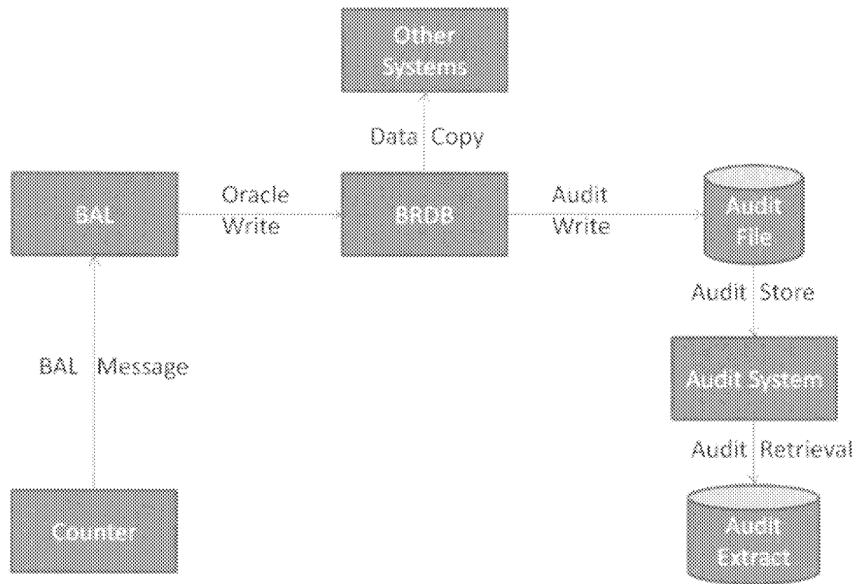 Other
Systems
Data Copy
BAL
Oracle
Write
BRDB
Audit
Write
Audit
File
Audit Store
BAL Message
Audit System
Audit Retrieval
Counter
Audit
Extract